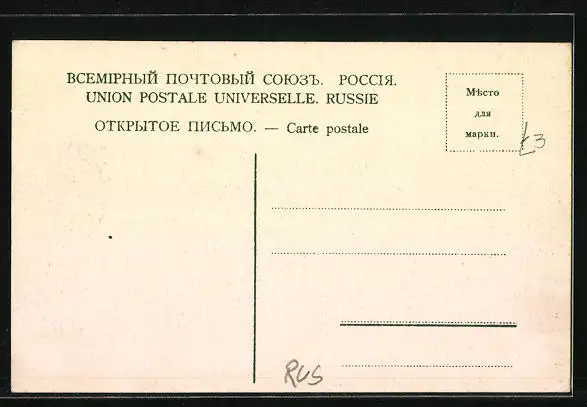 ВСЕМІРНЫЙ ПОЧТОВЫЙ СОЮЗЪ. РОССІЯ.
UNION POSTALE UNIVERSELLE. RUSSIE
ОТКРЫТОЕ ПИСЬМО. — Carte postale
Мѣсто
для
марки.
RUS